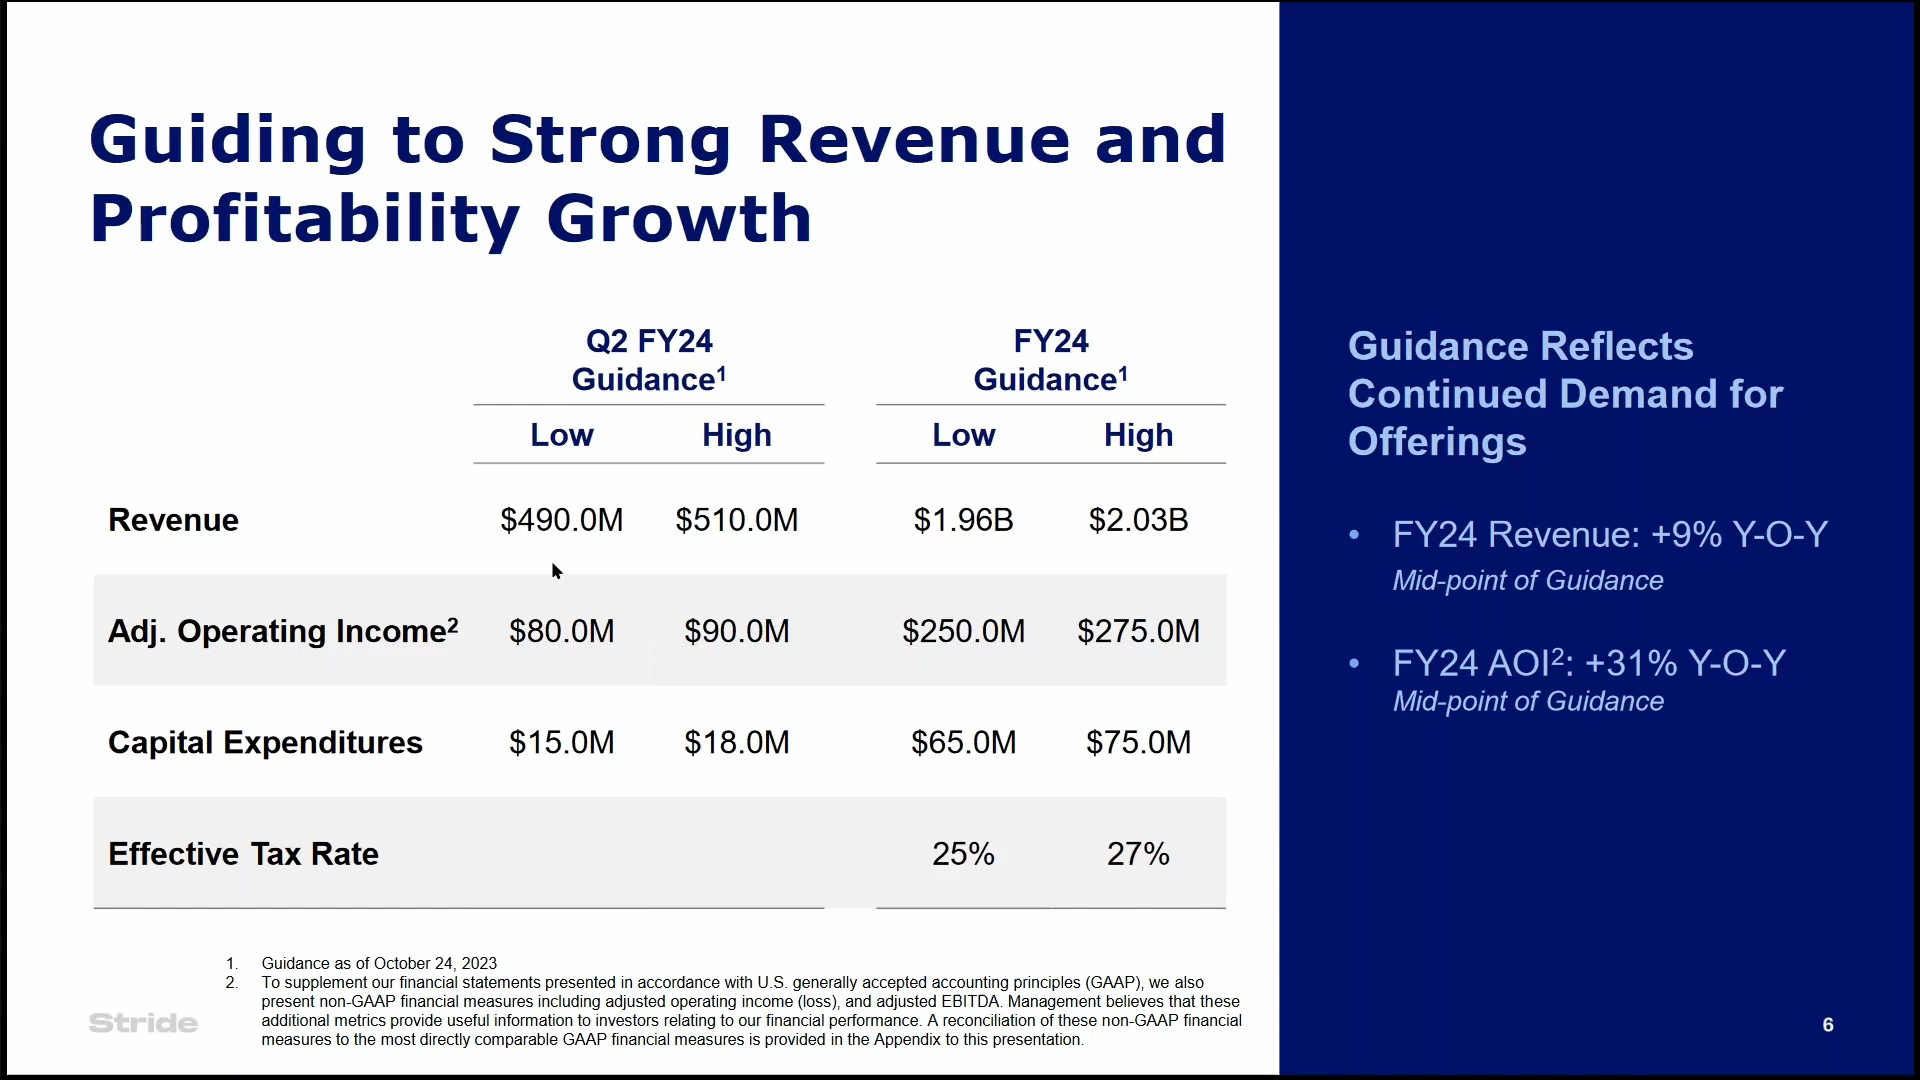 Guiding to Strong Revenue and
Profitability Growth
Q2 FY24
Guidance¹
FY24
Guidance¹
Low High Low High
Revenue $490.0M $510.0M $1.96B $2.03B
Adj. Operating Income² $80.0M $90.0M $250.0M $275.0M
Capital Expenditures $15.0M $18.0M $65.0M $75.0M
Effective Tax Rate 25% 27%
1. Guidance as of October 24, 2023
2. To supplement our financial statements presented in accordance with U.S. generally accepted accounting principles (GAAP), we also
present non-GAAP financial measures including adjusted operating income (loss), and adjusted EBITDA. Management believes that these
additional metrics provide useful information to investors relating to our financial performance. A reconciliation of these non-GAAP financial
measures to the most directly comparable GAAP financial measures is provided in the Appendix to this presentation.
Stride
Guidance Reflects
Continued Demand for
Offerings
• FY24 Revenue: +9% Y-O-Y
Mid-point of Guidance
• FY24 AOI²: +31% Y-O-Y
Mid-point of Guidance
6